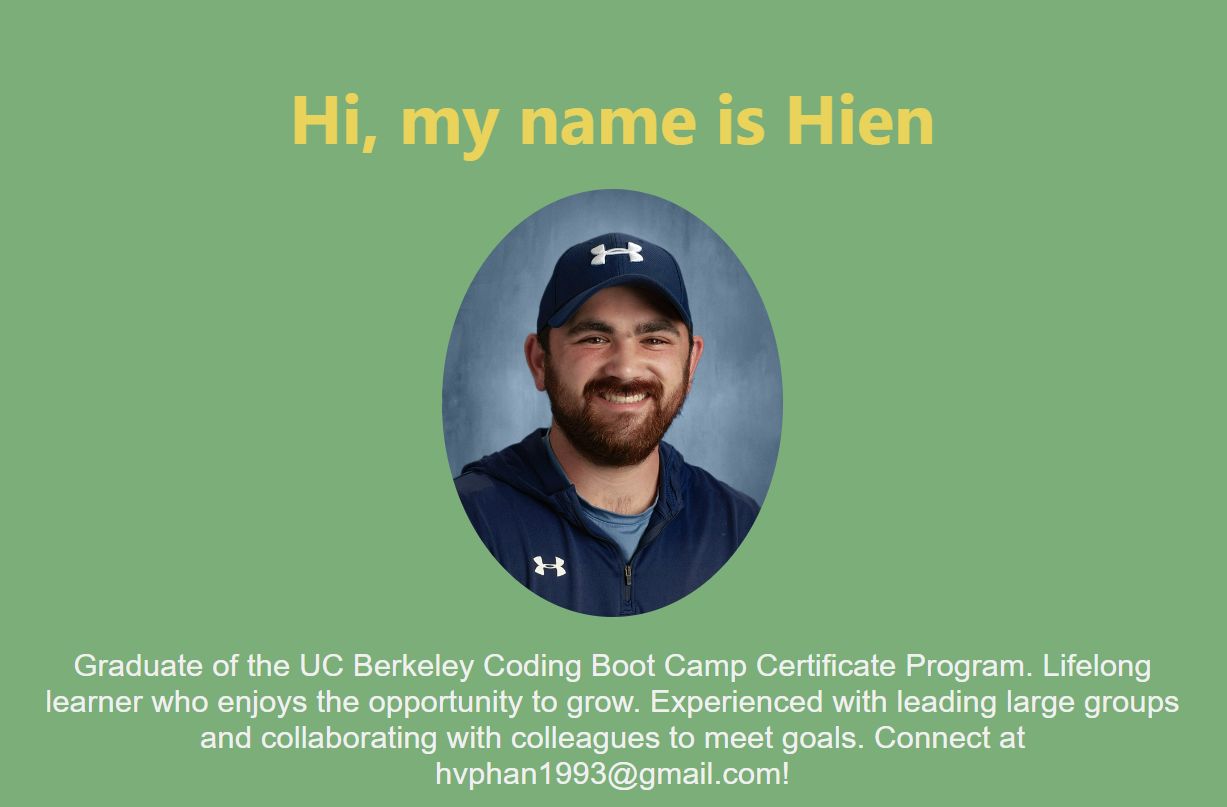 Hi, my name is Hien
Graduate of the UC Berkeley Coding Boot Camp Certificate Program. Lifelong
learner who enjoys the opportunity to grow. Experienced with leading large groups
and collaborating with colleagues to meet goals. Connect at
hvphan1993@gmail.com!